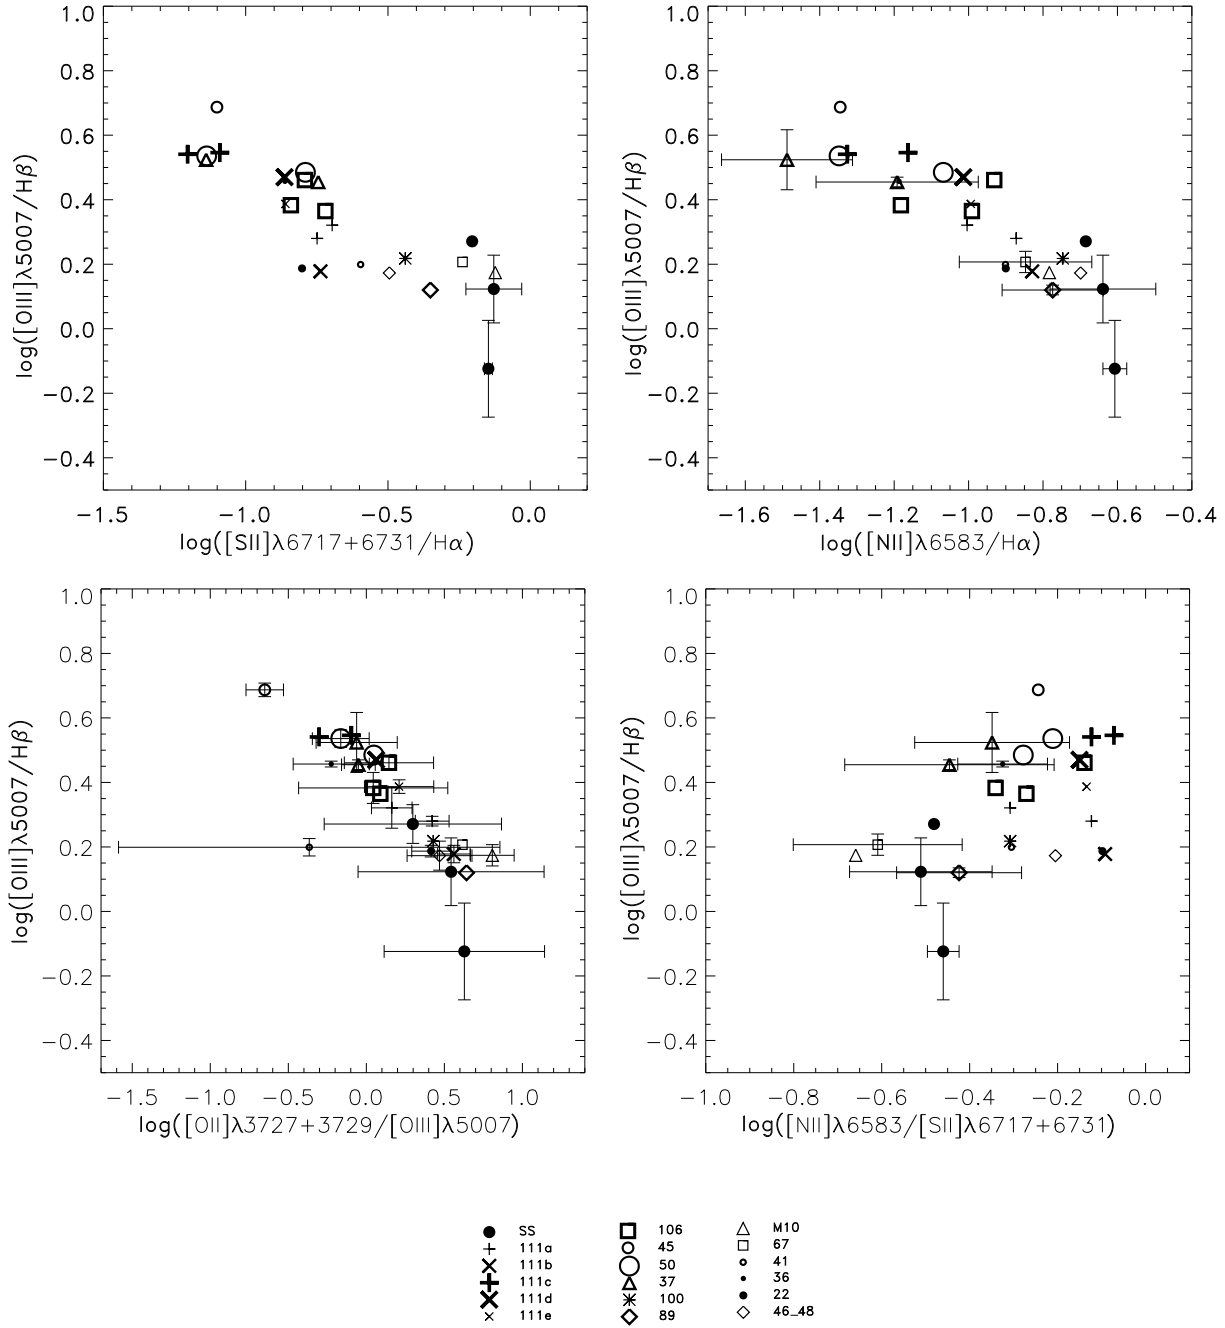 1.0
0.8
0.6
0.4
0.2
0.0
−0.2
−0.4
log([OIII]λ5007/Hβ)
−1.5 −1.0 −0.5 0.0
log([SII]λ6717+6731/Hα)
1.0
0.8
0.6
0.4
0.2
0.0
−0.2
−0.4
log([OIII]λ5007/Hβ)
−1.6 −1.4 −1.2 −1.0 −0.8 −0.6 −0.4
log([NII]λ6583/Hα)
1.0
0.8
0.6
0.4
0.2
0.0
−0.2
−0.4
log([OIII]λ5007/Hβ)
−1.5 −1.0 −0.5 0.0 0.5 1.0
log([OII]λ3727+3729/[OIII]λ5007)
1.0
0.8
0.6
0.4
0.2
0.0
−0.2
−0.4
log([OIII]λ5007/Hβ)
−1.0 −0.8 −0.6 −0.4 −0.2 0.0
log([NII]λ6583/[SII]λ6717+6731)
SS
111a
111b
111c
111d
111e
106
45
50
37
100
89
M10
67
41
36
22
46_48